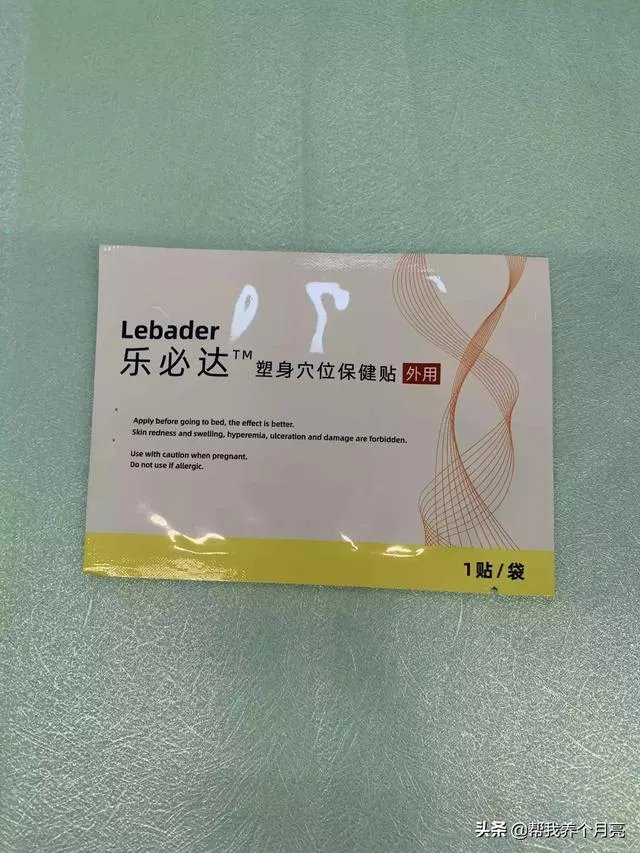 Lebader
乐必达™ 塑身穴位保健贴 外用
Apply before going to bed, the effect is better.
Skin redness and swelling, hyperemia, ulceration and damage are forbidden.
Use with caution when pregnant.
Do not use if allergic.
1贴/袋
头条 @帮我养个月亮